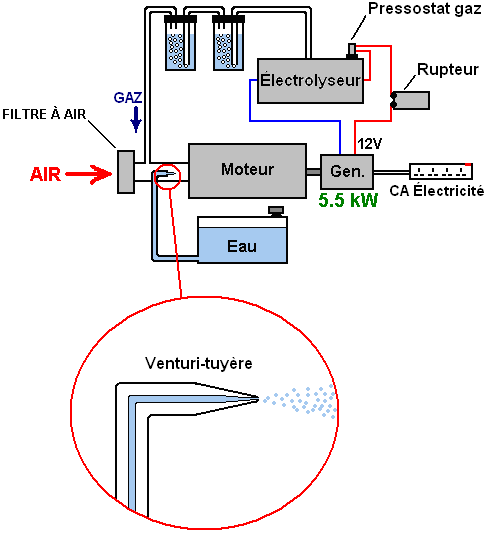 Pressostat gaz
Électrolyseur
Rupteur
GAZ
FILTRE À AIR
12V
AIR
Moteur
Gen.
CA Électricité
5.5 kW
Eau
Venturi-tuyère